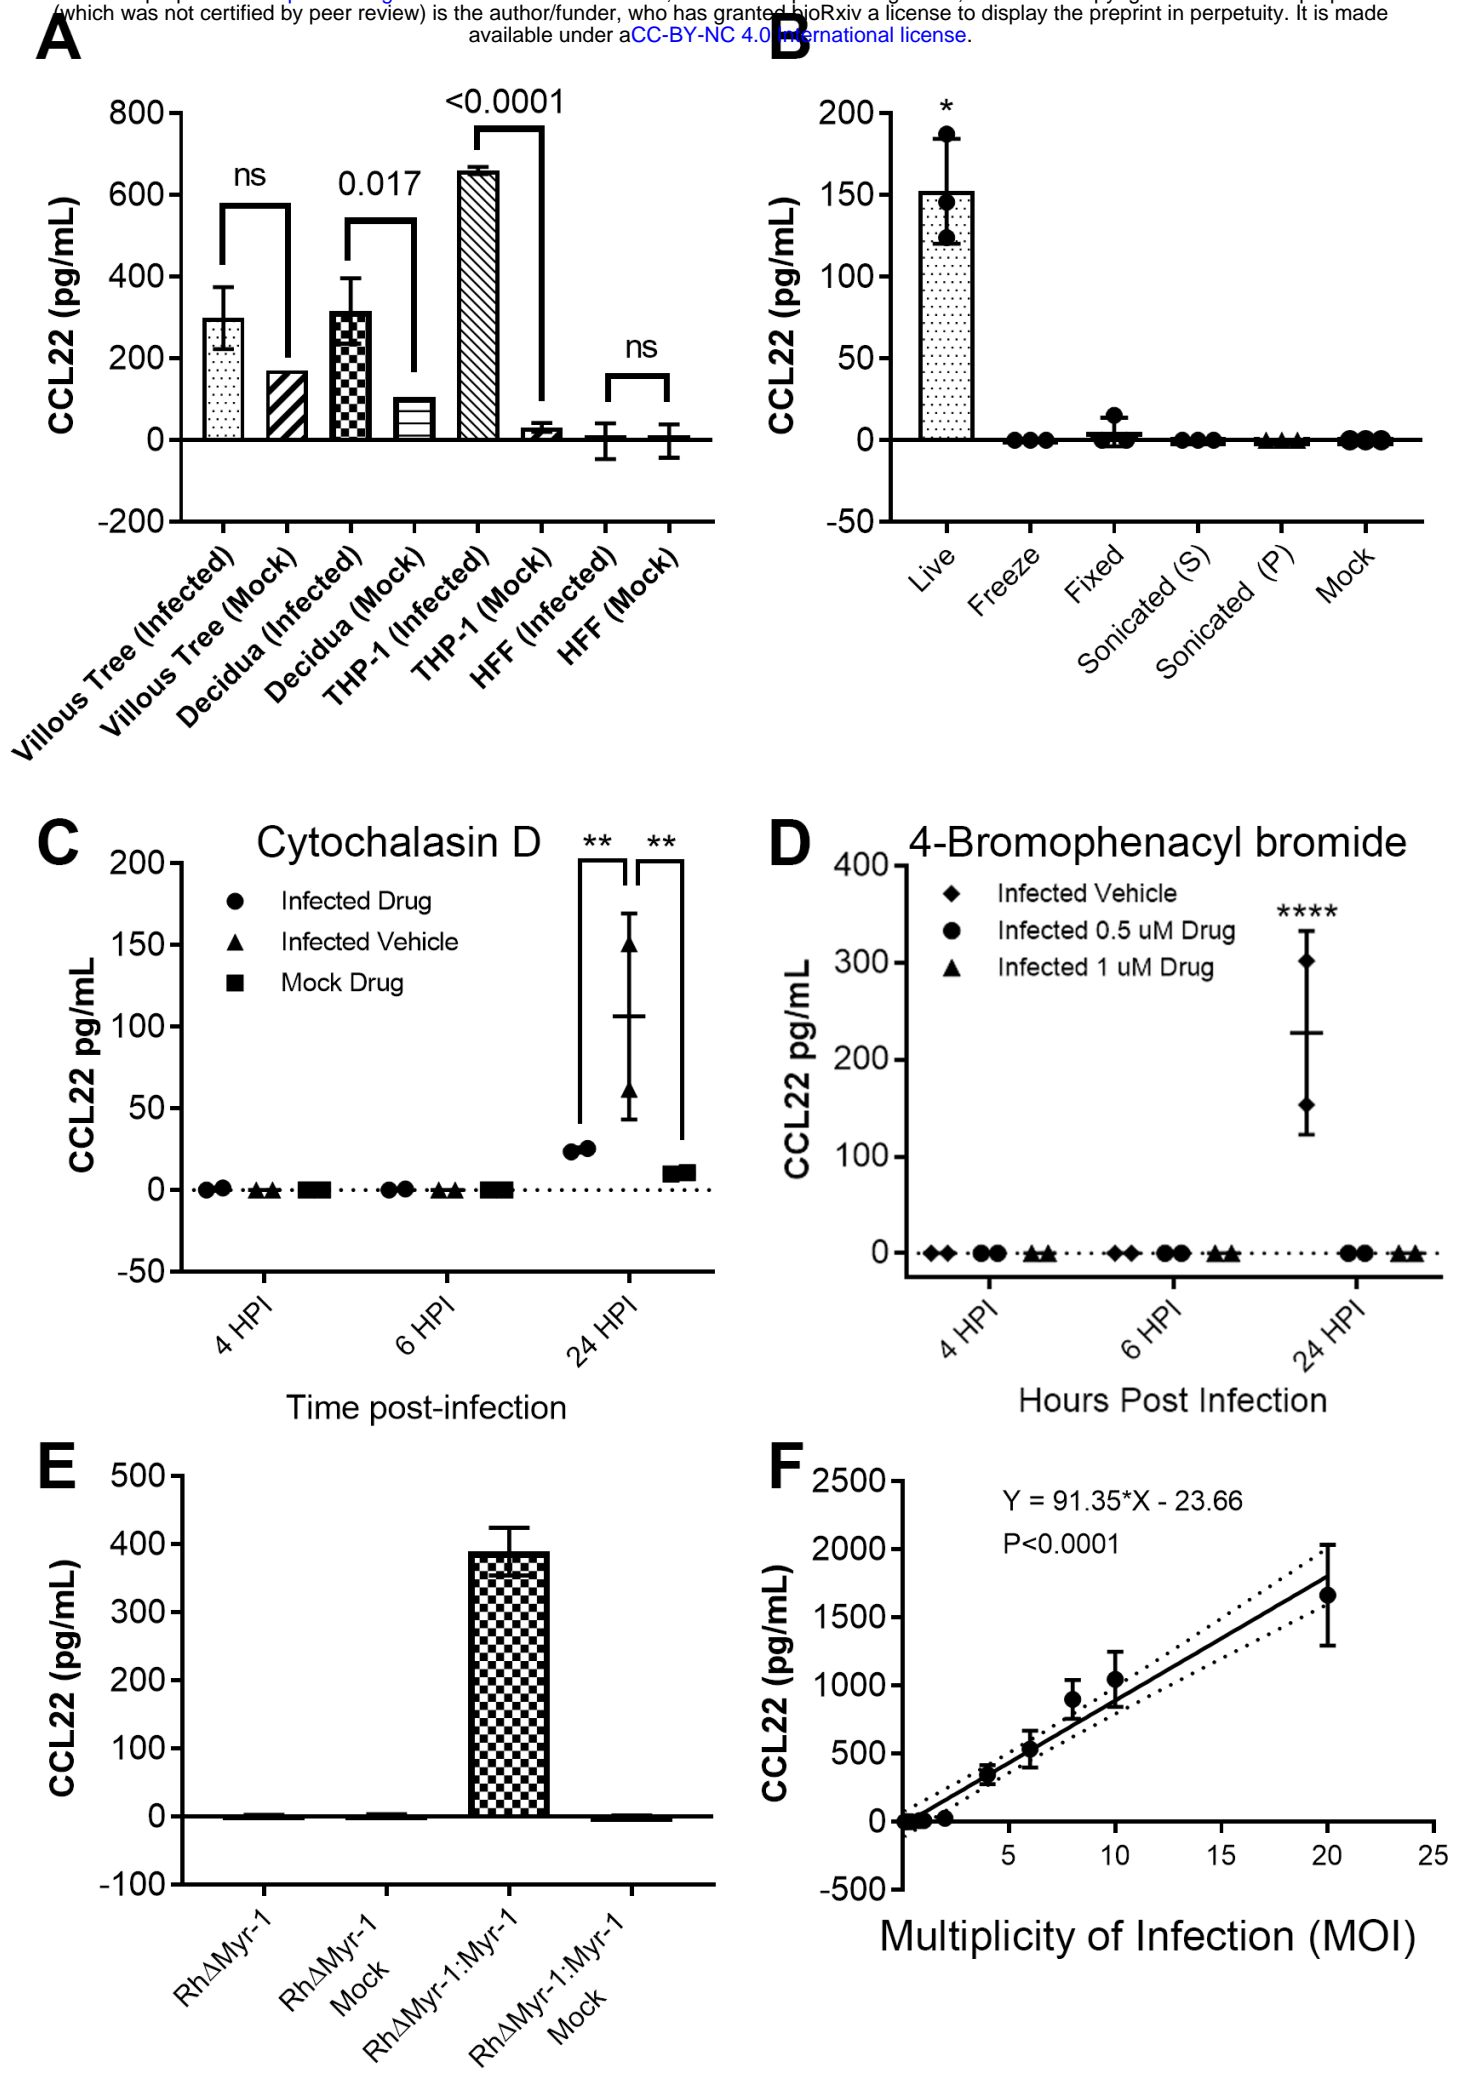 (which was not certified by peer review) is the author/funder, who has granted bioRxiv a license to display the preprint in perpetuity. It is made
available under aCC-BY-NC 4.0 International license.
A
CCL22 (pg/mL)
800
600
400
200
0
-200
ns
0.017
<0.0001
ns
Villous Tree (Infected)
Villous Tree (Mock)
Decidua (Infected)
Decidua (Mock)
THP-1 (Infected)
THP-1 (Mock)
HFF (Infected)
HFF (Mock)
B
CCL22 (pg/mL)
200
150
100
50
0
-50
*
Live
Freeze
Fixed
Sonicated (S)
Sonicated (P)
Mock
C
Cytochalasin D
CCL22 pg/mL
200
150
100
50
0
-50
Infected Drug
Infected Vehicle
Mock Drug
** **
4 HPI
6 HPI
24 HPI
Time post-infection
D
4-Bromophenacyl bromide
CCL22 pg/mL
400
300
200
100
0
Infected Vehicle
Infected 0.5 uM Drug
Infected 1 uM Drug
****
4 HPI
6 HPI
24 HPI
Hours Post Infection
E
CCL22 (pg/mL)
500
400
300
200
100
0
-100
RhΔMyr-1
RhΔMyr-1
Mock
RhΔMyr-1:Myr-1
RhΔMyr-1:Myr-1
Mock
F
CCL22 (pg/mL)
2500
2000
1500
1000
500
0
-500
Y = 91.35*X - 23.66
P<0.0001
5 10 15 20 25
Multiplicity of Infection (MOI)